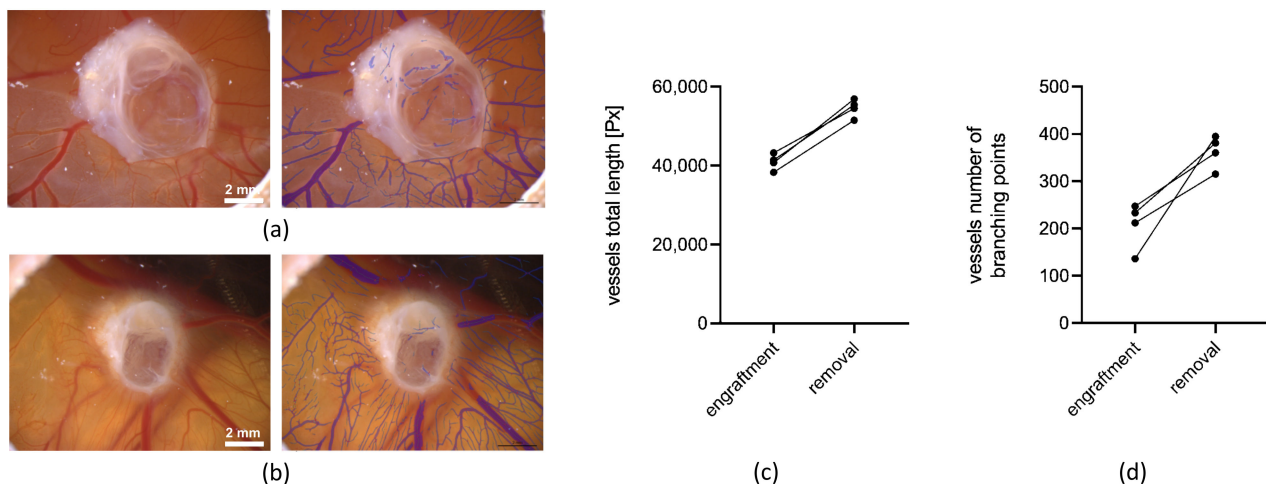 2 mm
(a)
2 mm
(b)
vessels total length [Px]
60,000
40,000
20,000
0
engraftment
removal
(c)
vessels number of
branching points
500
400
300
200
100
0
engraftment
removal
(d)